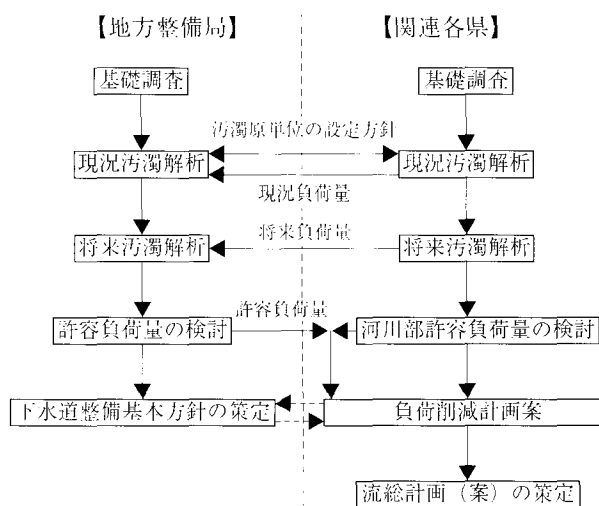 【地方整備局】 【関連各県】
基礎調査 基礎調査
汚濁原単位の設定方針
現況汚濁解析 現況汚濁解析
現況負荷量
将来負荷量
将来汚濁解析 将来汚濁解析
許容負荷量
許容負荷量の検討 河川部許容負荷量の検討
下水道整備基本方針の策定 負荷削減計画案
流総計画（案）の策定